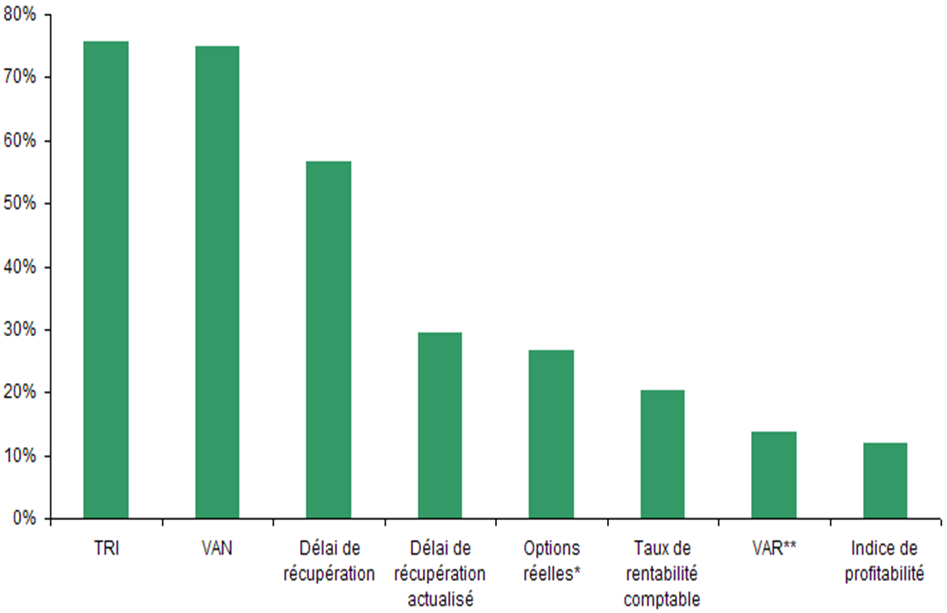 80%
70%
60%
50%
40%
30%
20%
10%
0%
TRI
VAN
Délai de
récupération
Délai de
récupération
actualisé
Options
réelles*
Taux de
rentabilité
comptable
VAR**
Indice de
profitabilité